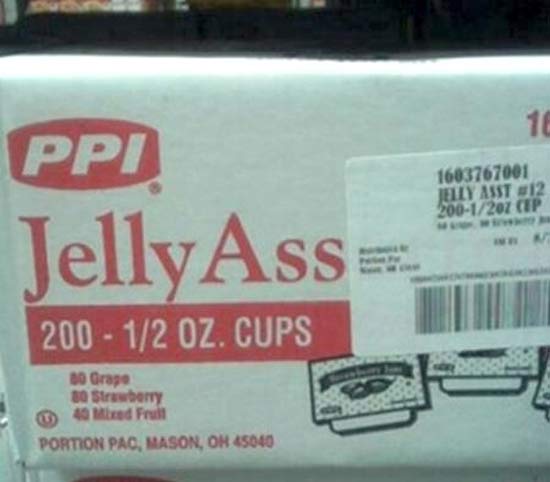 PPI
®
16
1603767001
JELLY ASST #12
200-1/2OZ CUP
Jelly Ass
200 - 1/2 OZ. CUPS
80 Grape
80 Strawberry
40 Mixed Fruit
PORTION PAC, MASON, OH 45040